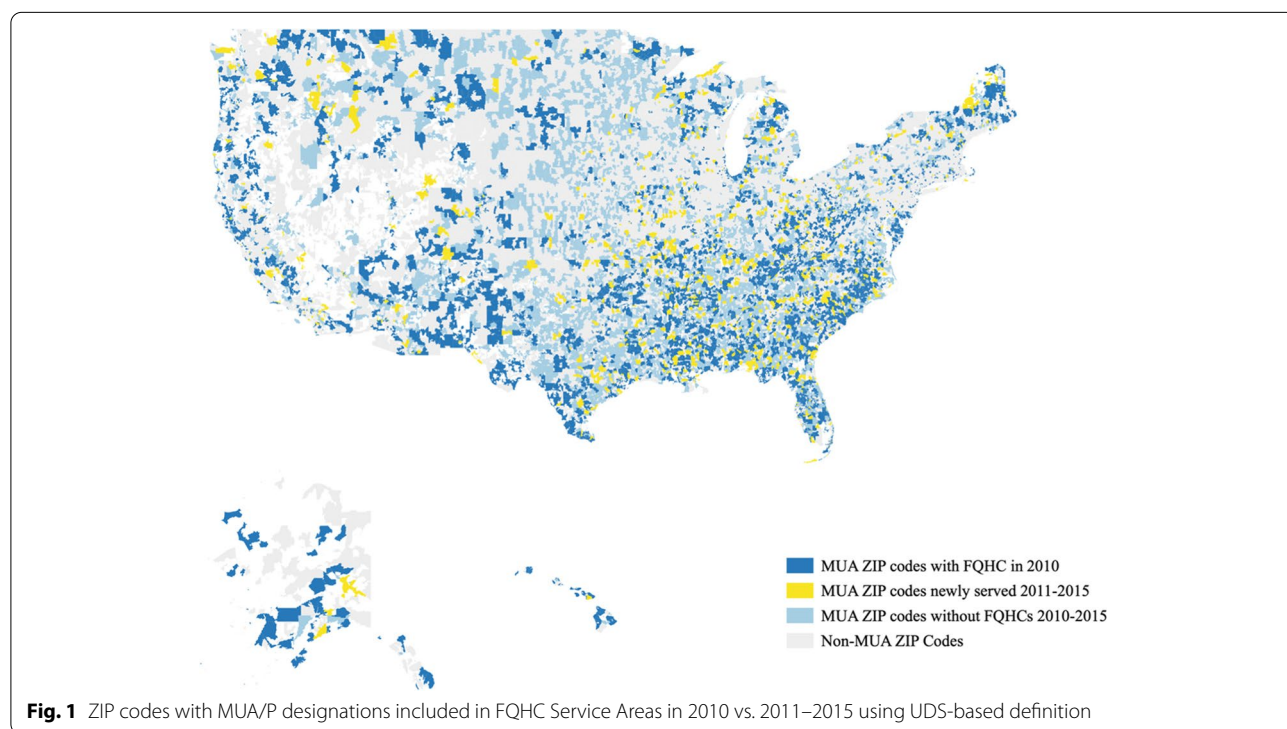 MUA ZIP codes with FQHC in 2010
MUA ZIP codes newly served 2011-2015
MUA ZIP codes without FQHCs 2010-2015
Non-MUA ZIP Codes
Fig. 1 ZIP codes with MUA/P designations included in FQHC Service Areas in 2010 vs. 2011–2015 using UDS-based definition